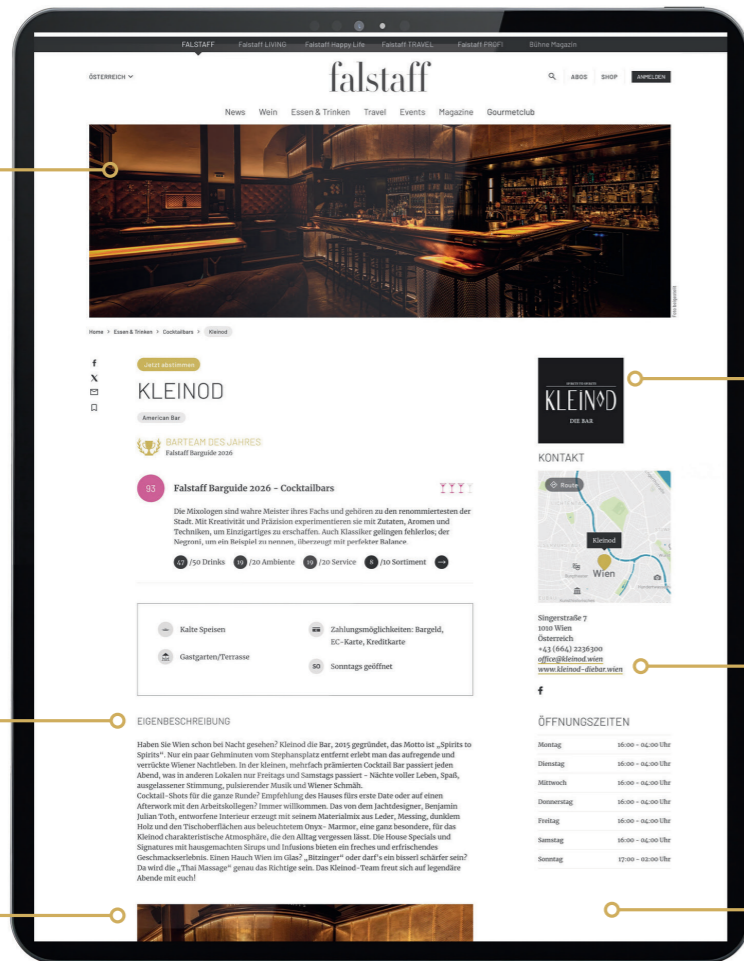 FALSTAFF Falstaff LIVING Falstaff Happy Life Falstaff TRAVEL Falstaff PROFI Bühne Magazin
ÖSTERREICH
falstaff
ABOS SHOP ANMELDEN
News Wein Essen & Trinken Travel Events Magazine Gourmetclub
Home > Essen & Trinken > Cocktailbars > Kleinod
Jetzt abstimmen
KLEINOD
American Bar
BARTEAM DES JAHRES
Falstaff Barguide 2026
93 Falstaff Barguide 2026 - Cocktailbars
Die Mixologen sind wahre Meister ihres Fachs und gehören zu den renommiertesten der
Stadt. Mit Kreativität und Präzision experimentieren sie mit Zutaten, Aromen und
Techniken, um Einzigartiges zu erschaffen. Auch Klassiker gelingen fehlerlos; der
Negroni, um ein Beispiel zu nennen, überzeugt mit perfekter Balance.
47 /50 Drinks 19 /20 Ambiente 19 /20 Service 8 /10 Sortiment
Kalte Speisen
Gastgarten/Terrasse
Zahlungsmöglichkeiten: Bargeld,
EC-Karte, Kreditkarte
SO Sonntags geöffnet
EIGENBESCHREIBUNG
Haben Sie Wien schon bei Nacht gesehen? Kleinod die Bar, 2015 gegründet, das Motto ist „Spirits to
Spirits“. Nur ein paar Gehminuten vom Stephansplatz entfernt erlebt man das aufregende und
verrückte Wiener Nachtleben. In der kleinen, mehrfach prämierten Cocktail Bar passiert jeden
Abend, was in anderen Lokalen nur Freitags und Samstags passiert - Nächte voller Leben, Spaß,
ausgelassener Stimmung, pulsierender Musik und Wiener Schmäh.
Cocktail-Shots für die ganze Runde? Empfehlung des Hauses fürs erste Date oder auf einen
Afterwork mit den Arbeitskollegen? Immer willkommen. Das von dem Jachtdesigner, Benjamin
Julian Toth, entworfene Interieur erzeugt mit seinem Materialmix aus Leder, Messing, dunklem
Holz und den Tischoberflächen aus beleuchtetem Onyx- Marmor, eine ganz besondere, für das
Kleinod charakteristische Atmosphäre, die den Alltag vergessen lässt. Die House Specials und
Signatures mit hausgemachten Sirups und Infusions bieten ein freches und erfrischendes
Geschmackserlebnis. Einen Hauch Wien im Glas? „Bitzinger“ oder darf's ein bisserl schärfer sein?
Da wird die „Thai Massage“ genau das Richtige sein. Das Kleinod-Team freut sich auf legendäre
Abende mit euch!
KLEINOD
DIE BAR
KONTAKT
Route
Kleinod
Wien
Singerstraße 7
1010 Wien
Österreich
+43 (664) 2236300
office@kleinod.wien
www.kleinod-diebar.wien
ÖFFNUNGSZEITEN
Montag 16:00 - 04:00 Uhr
Dienstag 16:00 - 04:00 Uhr
Mittwoch 16:00 - 04:00 Uhr
Donnerstag 16:00 - 04:00 Uhr
Freitag 16:00 - 04:00 Uhr
Samstag 16:00 - 04:00 Uhr
Sonntag 17:00 - 02:00 Uhr